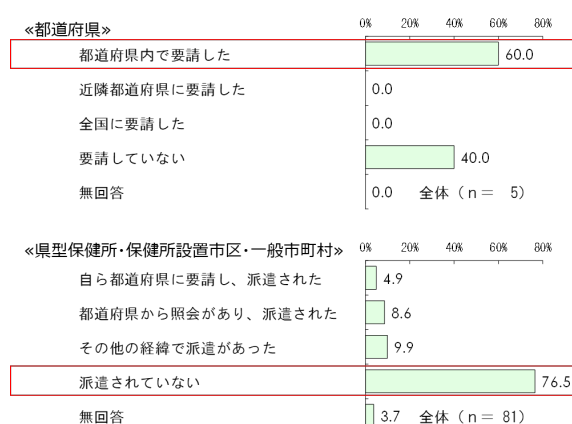 ≪都道府県≫
0% 20% 40% 60% 80%
都道府県内で要請した 60.0
近隣都道府県に要請した 0.0
全国に要請した 0.0
要請していない 40.0
無回答 0.0 全体（n＝ 5）
≪県型保健所・保健所設置市区・一般市町村≫ 0% 20% 40% 60% 80%
自ら都道府県に要請し、派遣された 4.9
都道府県から照会があり、派遣された 8.6
その他の経緯で派遣があった 9.9
派遣されていない 76.5
無回答 3.7 全体（n＝ 81）